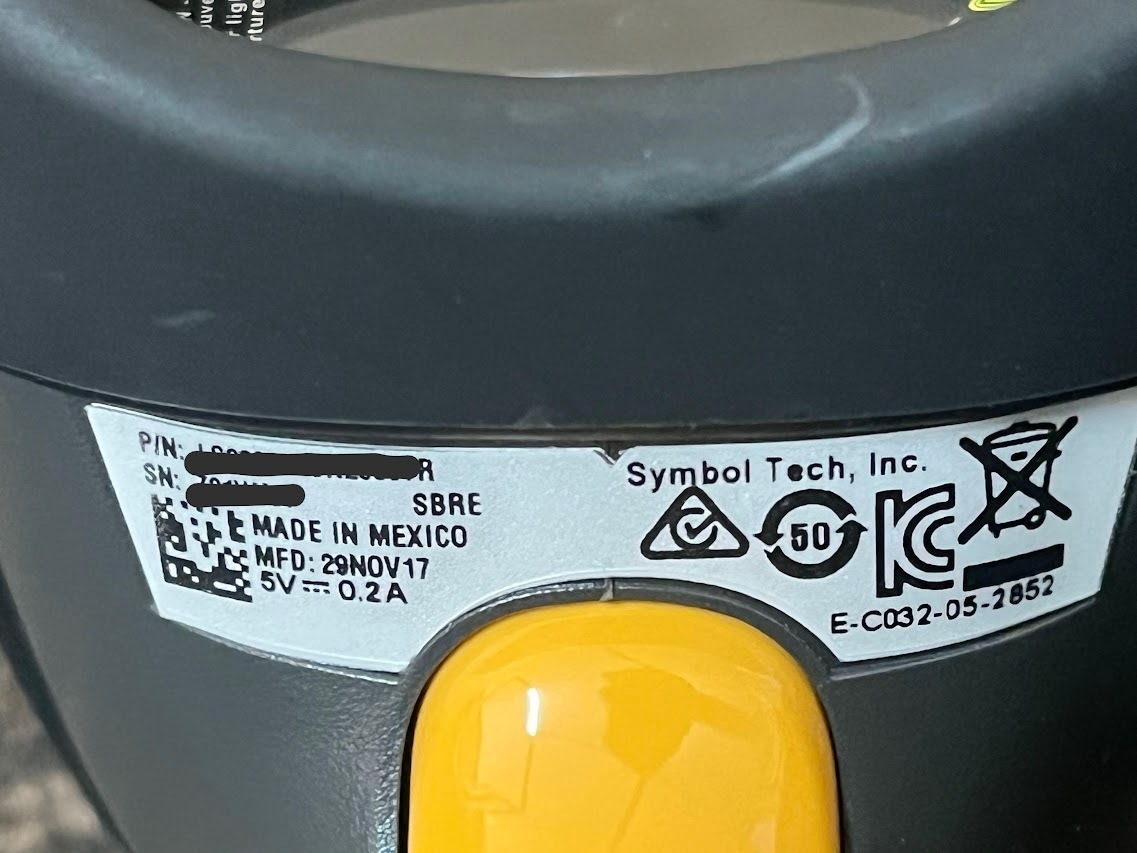 P/N:
SN:
SBRE
MADE IN MEXICO
MFD: 29NOV17
5V⎓0.2A
Symbol Tech, Inc.
50
E-C032-05-2852